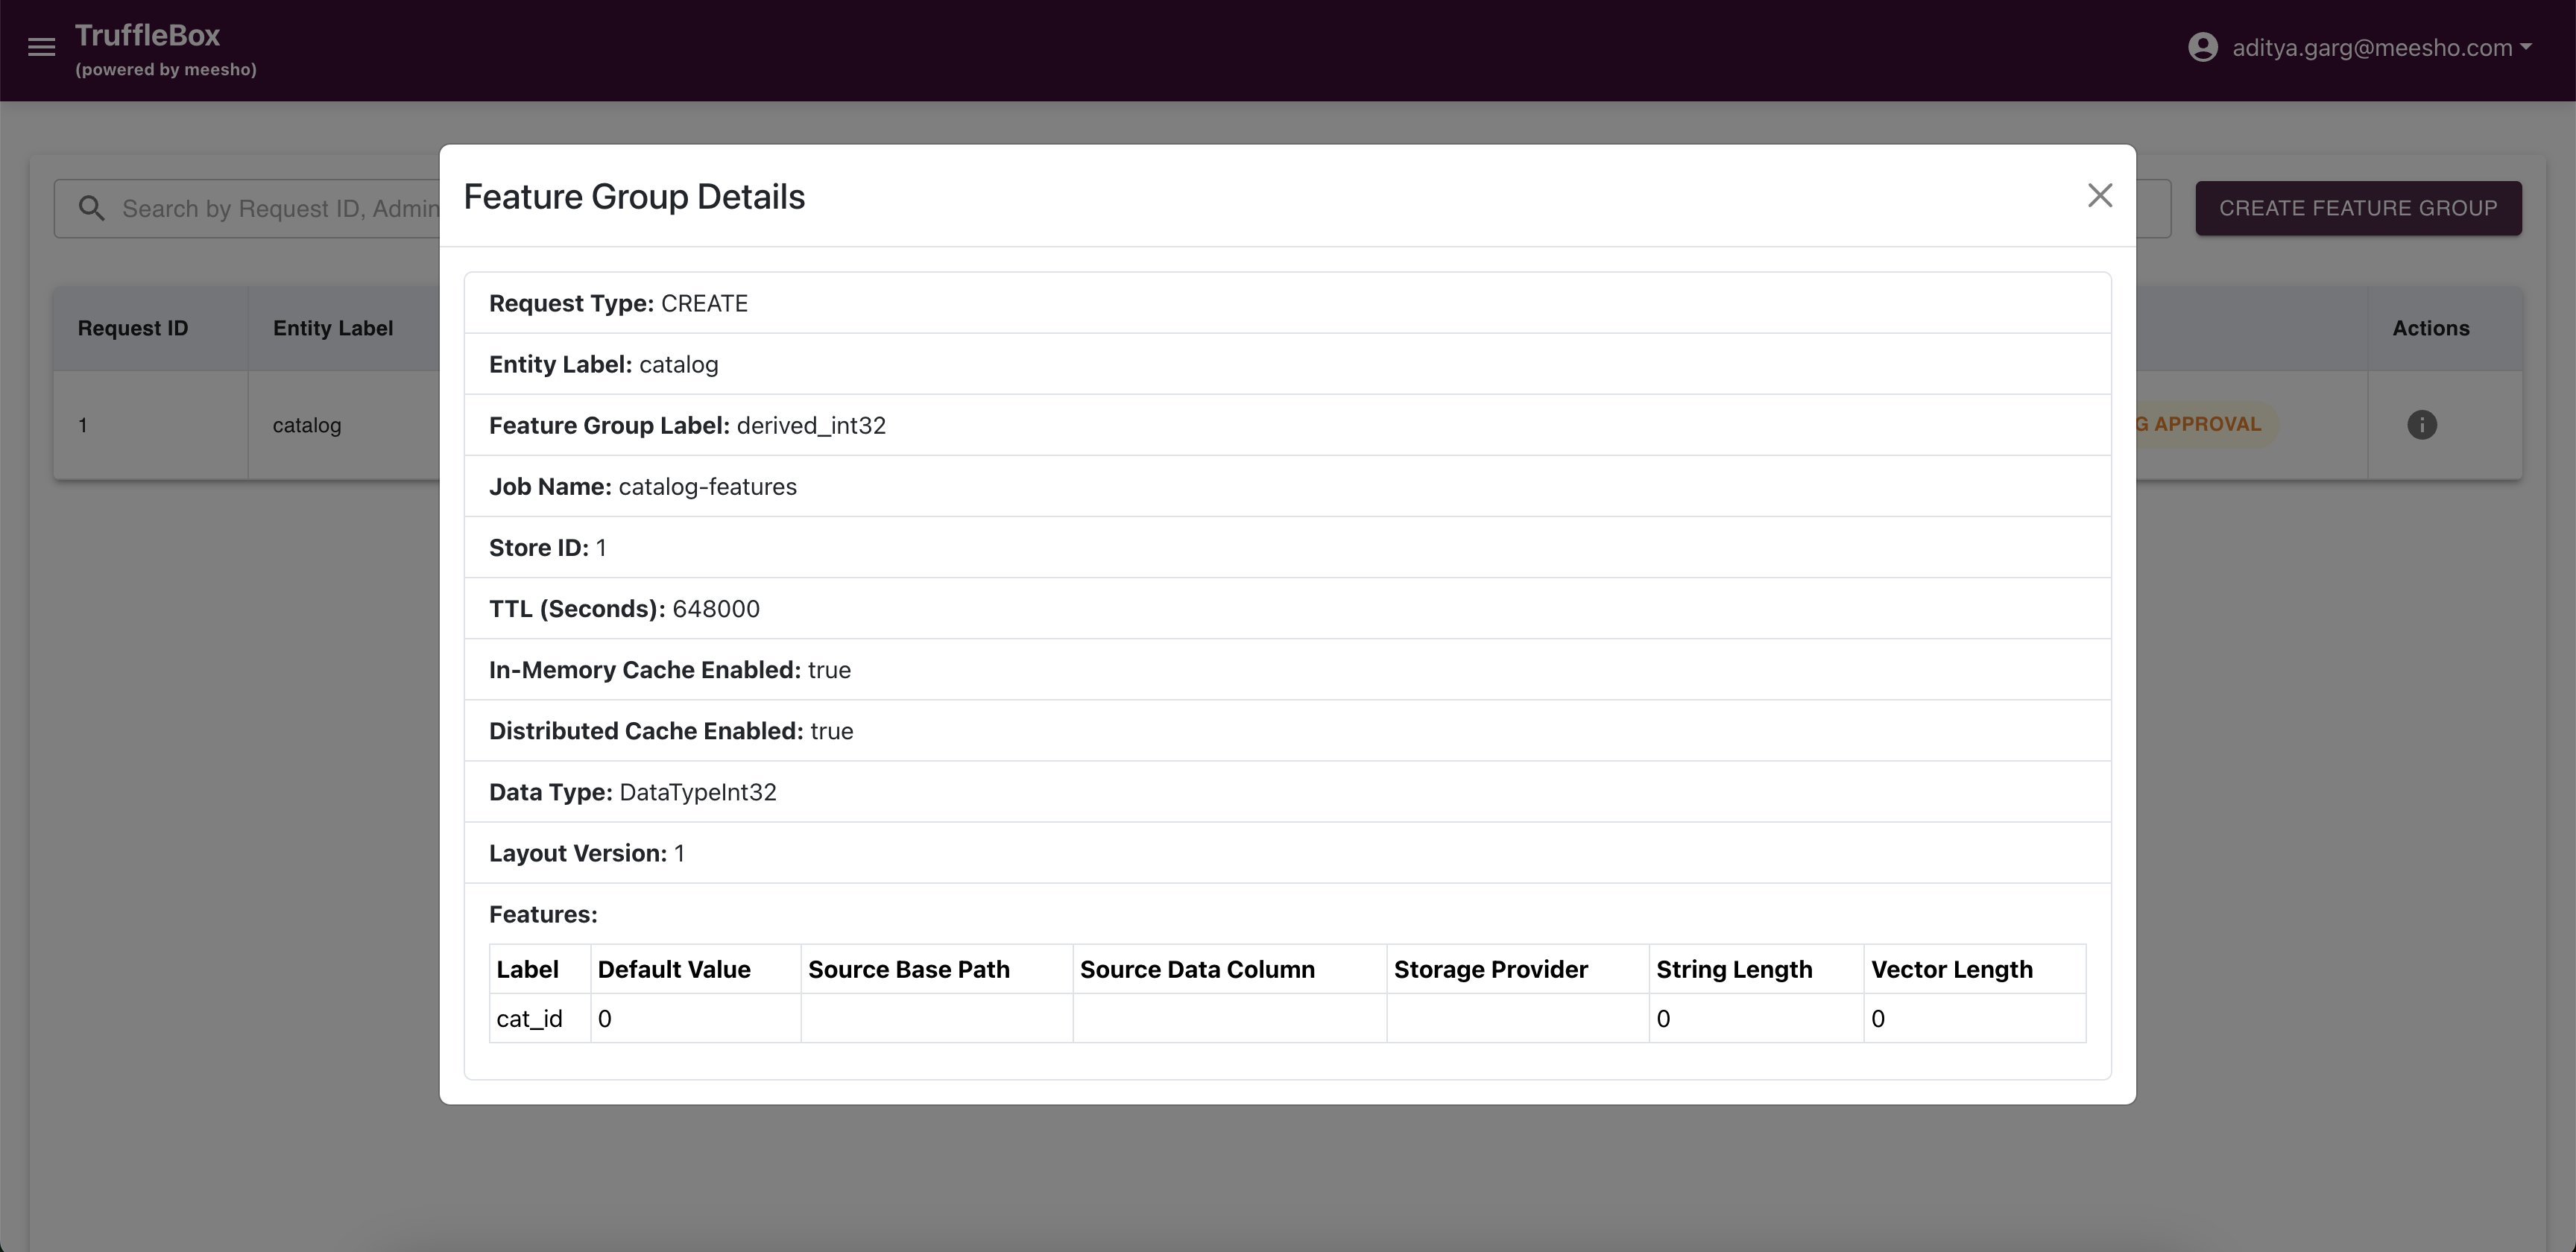 TruffleBox
(powered by meesho)
aditya.garg@meesho.com
Search by Request ID, Admin
CREATE FEATURE GROUP
Request ID Entity Label Actions
1 catalog G APPROVAL
Feature Group Details
Request Type: CREATE
Entity Label: catalog
Feature Group Label: derived_int32
Job Name: catalog-features
Store ID: 1
TTL (Seconds): 648000
In-Memory Cache Enabled: true
Distributed Cache Enabled: true
Data Type: DataTypeInt32
Layout Version: 1
Features:
Label Default Value Source Base Path Source Data Column Storage Provider String Length Vector Length
cat_id 0 0 0